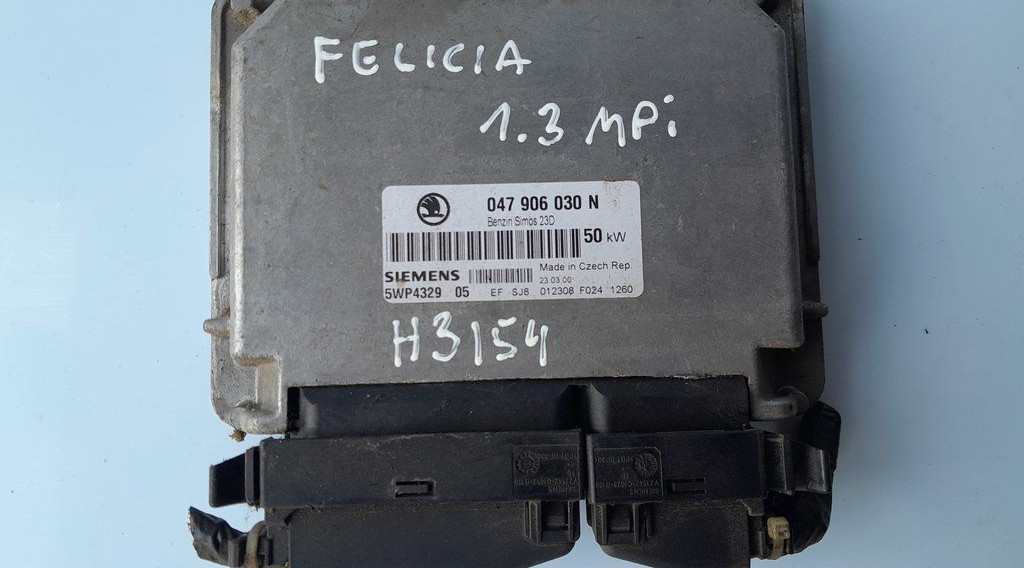 FELICIA
1.3 MPi
047 906 030 N
Benzin Simos 23D
50 kW
SIEMENS
Made in Czech Rep.
23 03 00
5WP4329 05 EF SJ8 012308 F024 1260
H3154